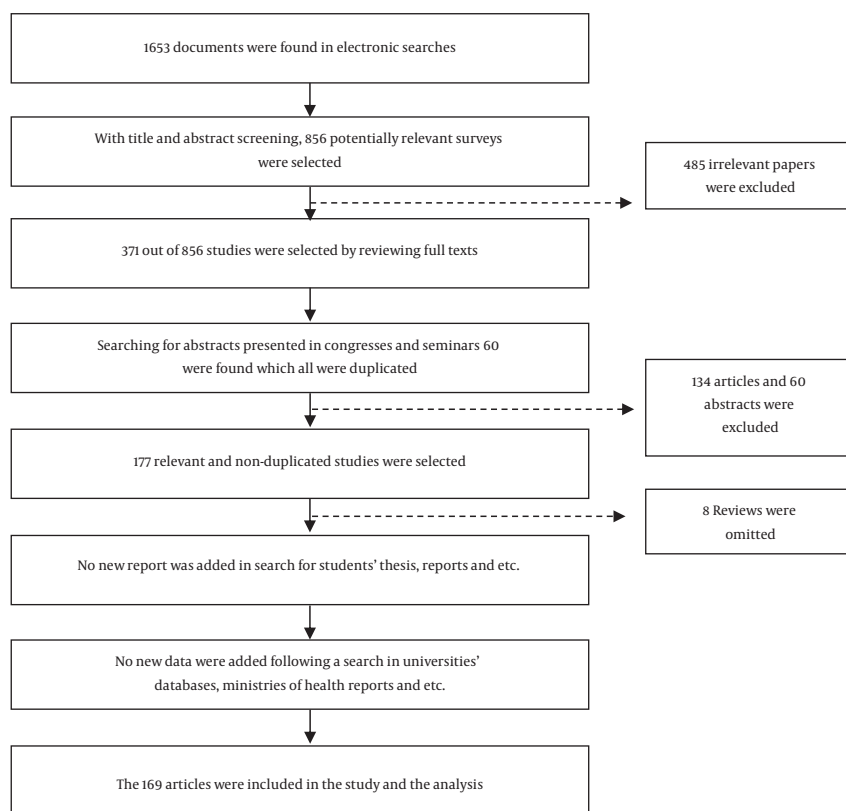 1653 documents were found in electronic searches
With title and abstract screening, 856 potentially relevant surveys
were selected
485 irrelevant papers
were excluded
371 out of 856 studies were selected by reviewing full texts
Searching for abstracts presented in congresses and seminars 60
were found which all were duplicated
134 articles and 60
abstracts were
excluded
177 relevant and non-duplicated studies were selected
8 Reviews were
omitted
No new report was added in search for students’ thesis, reports and etc.
No new data were added following a search in universities’
databases, ministries of health reports and etc.
The 169 articles were included in the study and the analysis